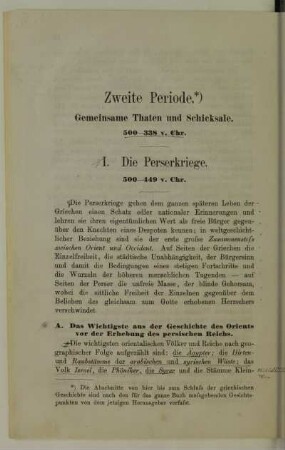 Zweite Periode.*)
Gemeinsame Thaten und Schicksale.
500–338 v. Chr.
I. Die Perserkriege.
500–449 v. Chr.
Die Perserkriege geben dem ganzen späteren Leben der
Griechen einen Schatz edler nationaler Erinnerungen und
lehren sie ihren eigentümlichen Wert als freie Bürger gegen-
über den Knechten eines Despoten kennen; in weltgeschicht-
licher Beziehung sind sie der erste große Zusammenstoß
zwischen Orient und Occident. Auf Seiten der Griechen die
Einzelfreiheit, die städtische Unabhängigkeit, der Bürgersinn
und damit die Bedingungen eines stetigen Fortschritts und
die Wurzeln der höheren menschlichen Tugenden — auf
Seiten der Perser die unfreie Masse, der blinde Gehorsam,
wobei die sittliche Freiheit der Einzelnen gegenüber dem
Belieben des gleichsam zum Gotte erhobenen Herrschers
verschwindet.
A. Das Wichtigste aus der Geschichte des Orients
vor der Erhebung des persischen Reichs.
Die wichtigsten orientalischen Völker und Reiche nach geo-
graphischer Folge aufgezählt sind: die Ägypter; die Hirten-
und Raubstämme der arabischen und syrischen Wüste; das
Volk Israel, die Phöniker, die Syrer und die Stämme Klein-
*) Die Abschnitte von hier bis zum Schluß der griechischen
Geschichte sind nach den für das ganze Buch maßgebenden Gesichts-
punkten von dem jetzigen Herausgeber verfaßt.